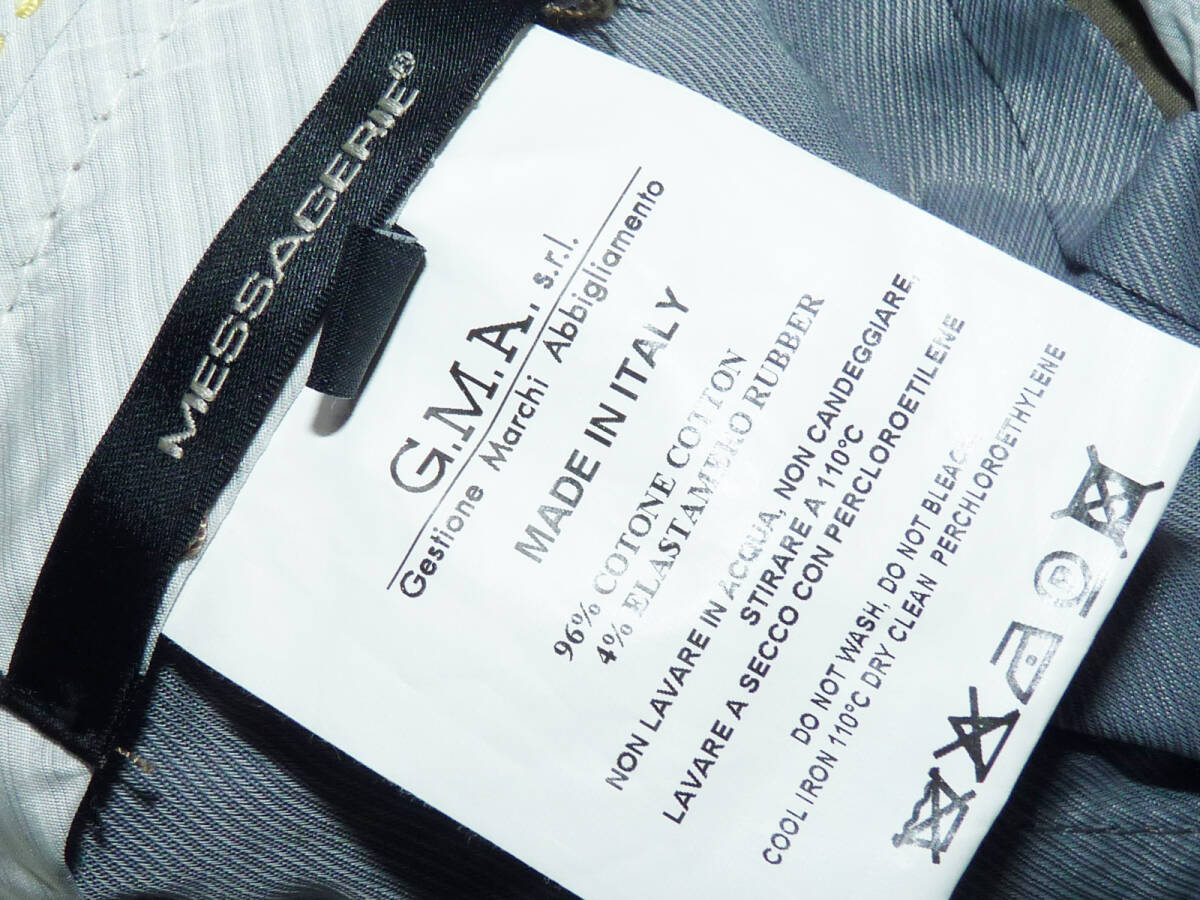 MESSAGERIE®
G.M.A. s.r.l.
Gestione Marchi Abbigliamento
MADE IN ITALY
96% COTONE COTTON
4% ELASTAMERO RUBBER
NON LAVARE IN ACQUA, NON CANDEGGIARE,
STIRARE A 110°C
LAVARE A SECCO CON PERCLOROETILENE
DO NOT WASH, DO NOT BLEAC
COOL IRON 110°C DRY CLEAN PERCHLOROETHYLENE